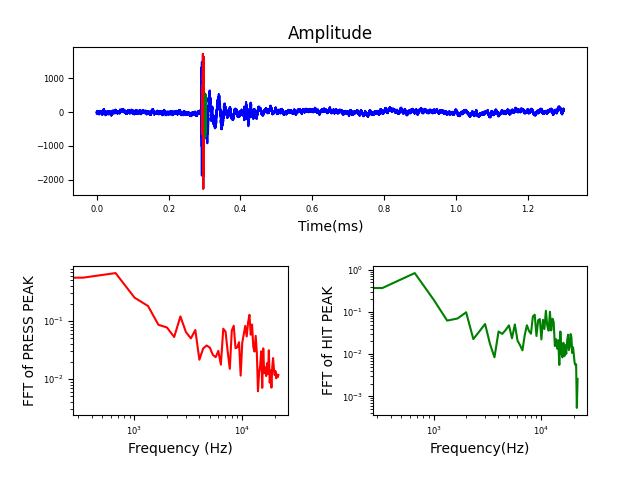 Amplitude
1000
0
−1000
−2000
0.0 0.2 0.4 0.6 0.8 1.0 1.2
Time(ms)
FFT of PRESS PEAK
10⁻¹
10⁻²
10³ 10⁴
Frequency (Hz)
FFT of HIT PEAK
10⁰
10⁻¹
10⁻²
10⁻³
10³ 10⁴
Frequency(Hz)